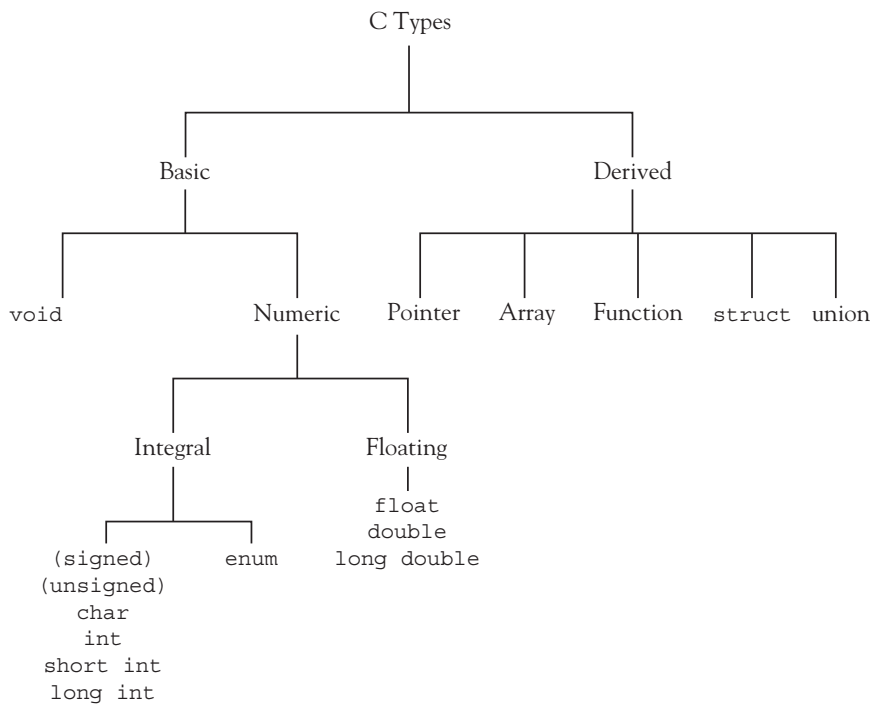 C Types
Basic
Derived
void
Numeric
Pointer
Array
Function
struct
union
Integral
Floating
float
double
long double
(signed)
(unsigned)
char
int
short int
long int
enum